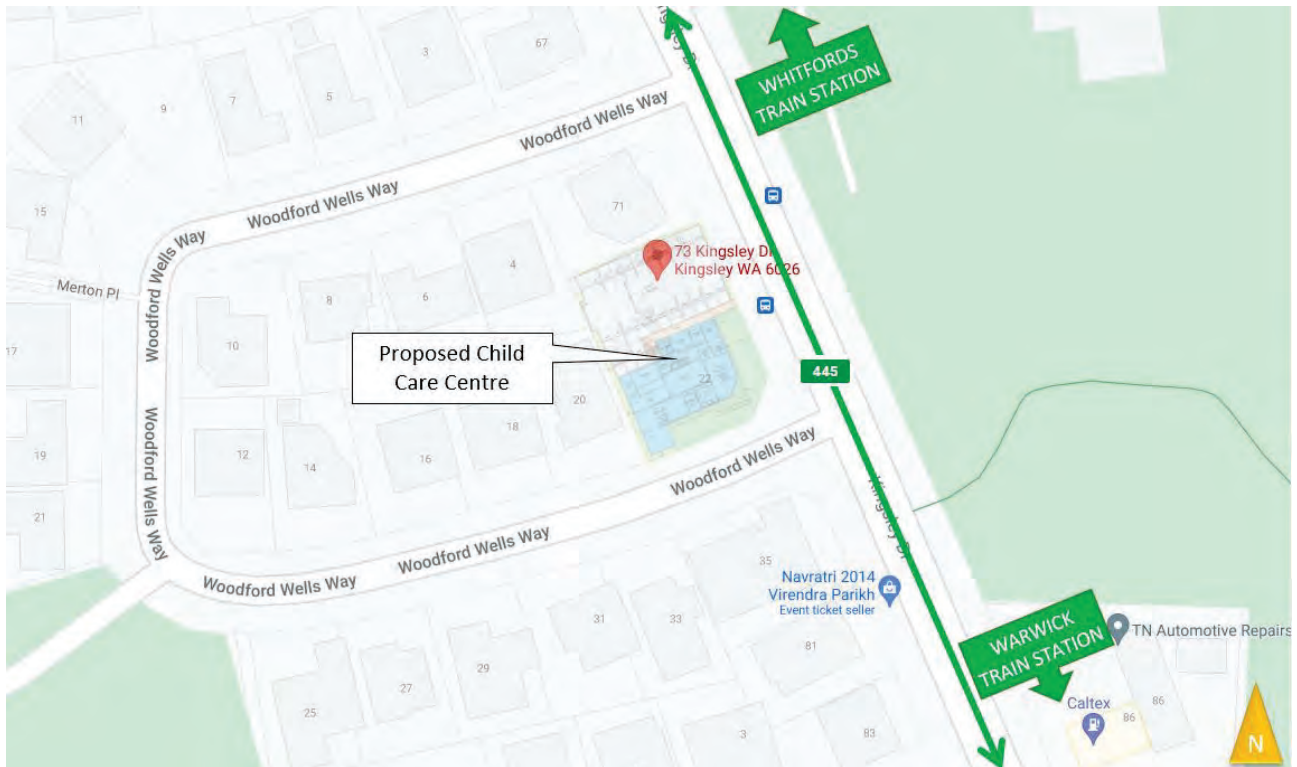 Kingsley Dr
WHITFORDS
TRAIN STATION
67
3
5
7
9
11
Woodford Wells Way
Woodford Wells Way
Woodford Wells Way
15
71
73 Kingsley Dr
Kingsley WA 6026
4
6
8
Merton Pl
Woodford Wells Way
10
17
Proposed Child
Care Centre
445
22
20
18
16
14
12
19
21
Woodford Wells Way
Woodford Wells Way
Woodford Wells Way
Woodford Wells Way
Kingsley Dr
35
Navratri 2014
Virendra Parikh
Event ticket seller
31
33
81
29
27
25
WARWICK
TRAIN STATION
TN Automotive Repairs
Caltex
86
86
3
83
N